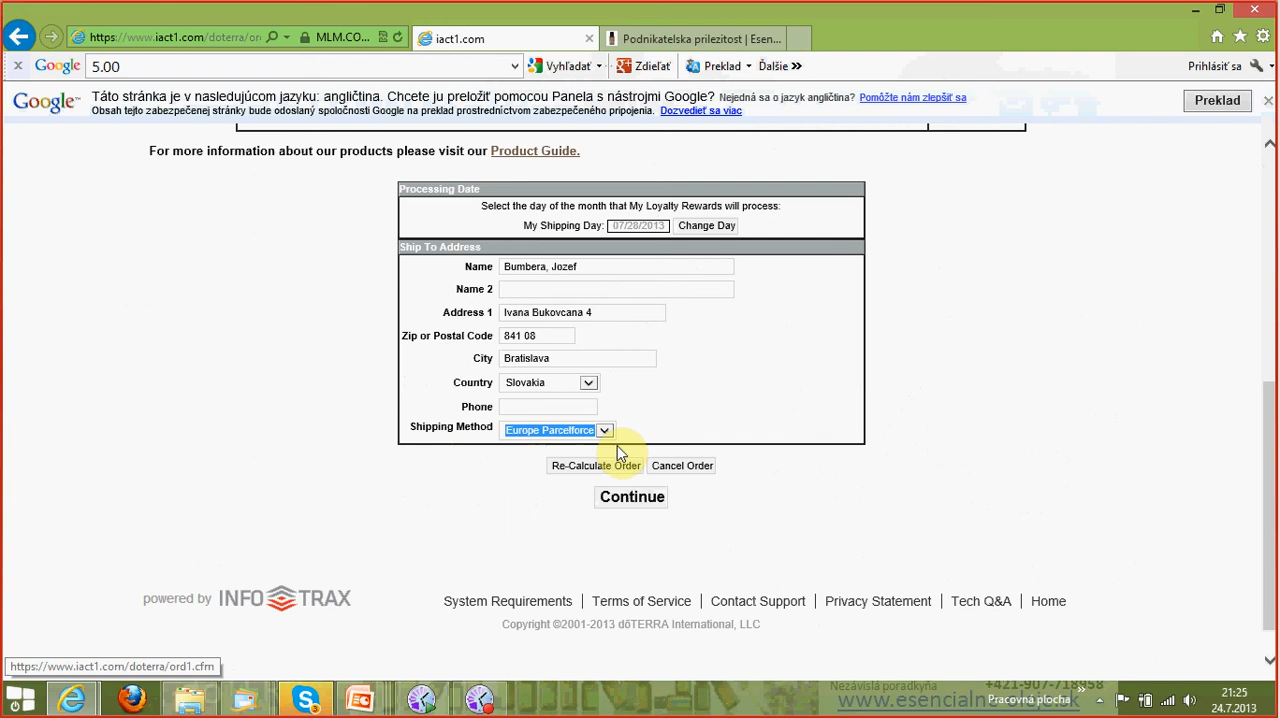 https://www.iact1.com/doterra/or
MLM.CO...
iact1.com
Podnikatelska prilezitost | Esen...
Google
5.00
Vyhľadať
Zdieľať
Preklad
Ďalšie »
Prihlásiť sa
Google™
Táto stránka je v nasledujúcom jazyku: angličtina. Chcete ju preložiť pomocou Panela s nástrojmi Google?
Nejedná sa o jazyk angličtina?
Pomôžte nám zlepšiť sa
Obsah tejto zabezpečenej stránky bude odoslaný spoločnosti Google na preklad prostredníctvom zabezpečeného pripojenia.
Dozvedieť sa viac
Preklad
For more information about our products please visit our Product Guide.
Processing Date
Select the day of the month that My Loyalty Rewards will process:
My Shipping Day: 07/28/2013 Change Day
Ship To Address
Name Bumbera, Jozef
Name 2
Address 1 Ivana Bukovcana 4
Zip or Postal Code 841 08
City Bratislava
Country Slovakia
Phone
Shipping Method Europe Parcelforce
Re-Calculate Order Cancel Order
Continue
powered by INFOTRAX
System Requirements | Terms of Service | Contact Support | Privacy Statement | Tech Q&A | Home
Copyright ©2001-2013 dōTERRA International, LLC
https://www.iact1.com/doterra/ord1.cfm
Nezávislá poradkyňa
+421-907-718958
www.esencialne-oleje.sk
Pracovná plocha
21:25
24.7.2013